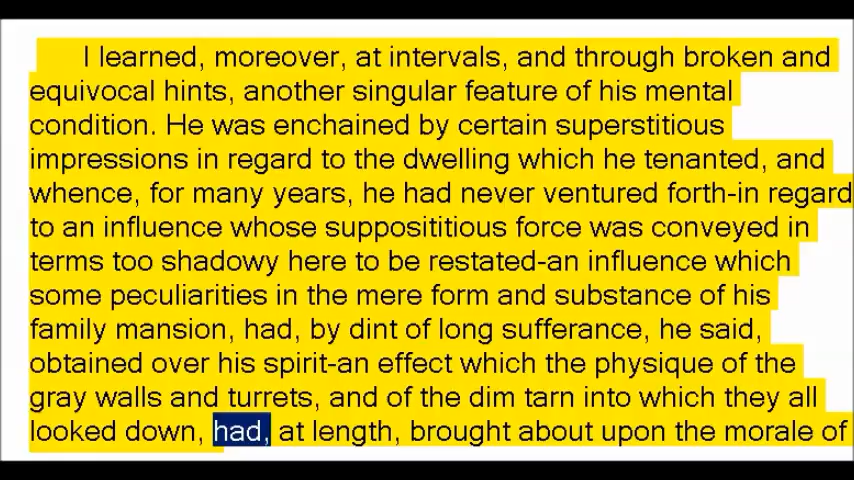 I learned, moreover, at intervals, and through broken and
equivocal hints, another singular feature of his mental
condition. He was enchained by certain superstitious
impressions in regard to the dwelling which he tenanted, and
whence, for many years, he had never ventured forth-in regard
to an influence whose supposititious force was conveyed in
terms too shadowy here to be restated-an influence which
some peculiarities in the mere form and substance of his
family mansion, had, by dint of long sufferance, he said,
obtained over his spirit-an effect which the physique of the
gray walls and turrets, and of the dim tarn into which they all
looked down, had, at length, brought about upon the morale of